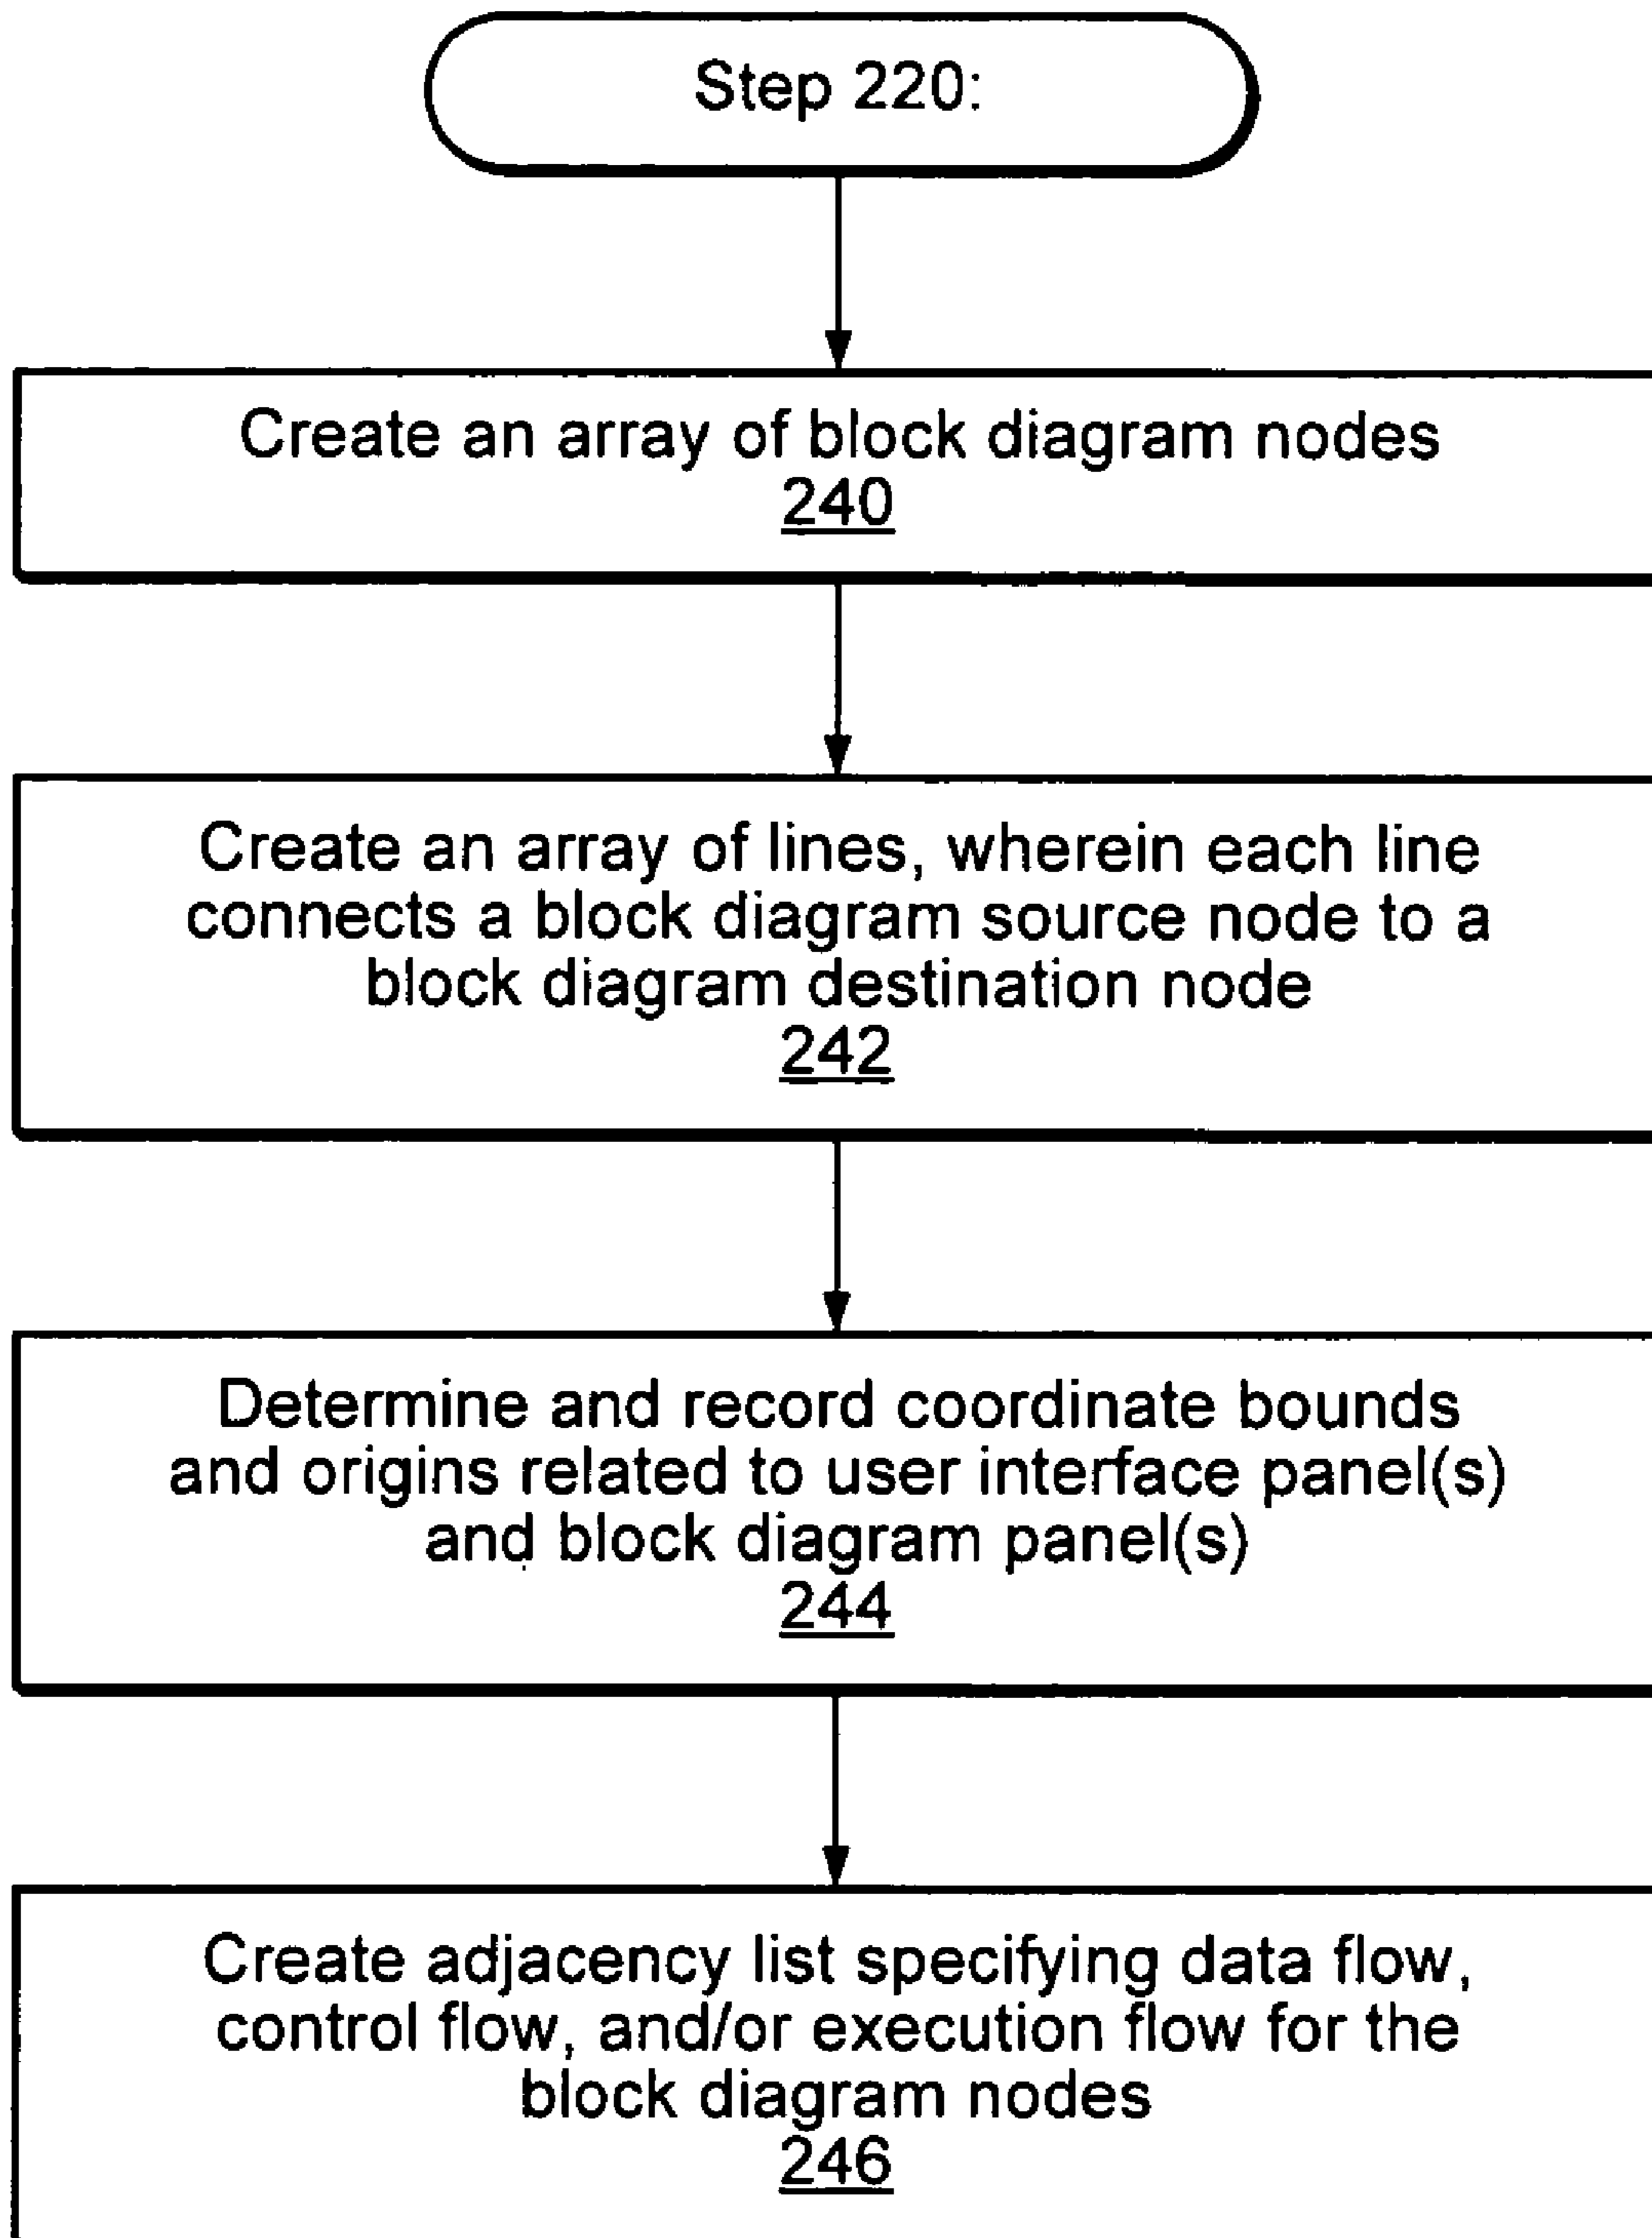 Step 220:
Create an array of block diagram nodes
240
Create an array of lines, wherein each line
connects a block diagram source node to a
block diagram destination node
242
Determine and record coordinate bounds
and origins related to user interface panel(s)
and block diagram panel(s)
244
Create adjacency list specifying data flow,
control flow, and/or execution flow for the
block diagram nodes
246